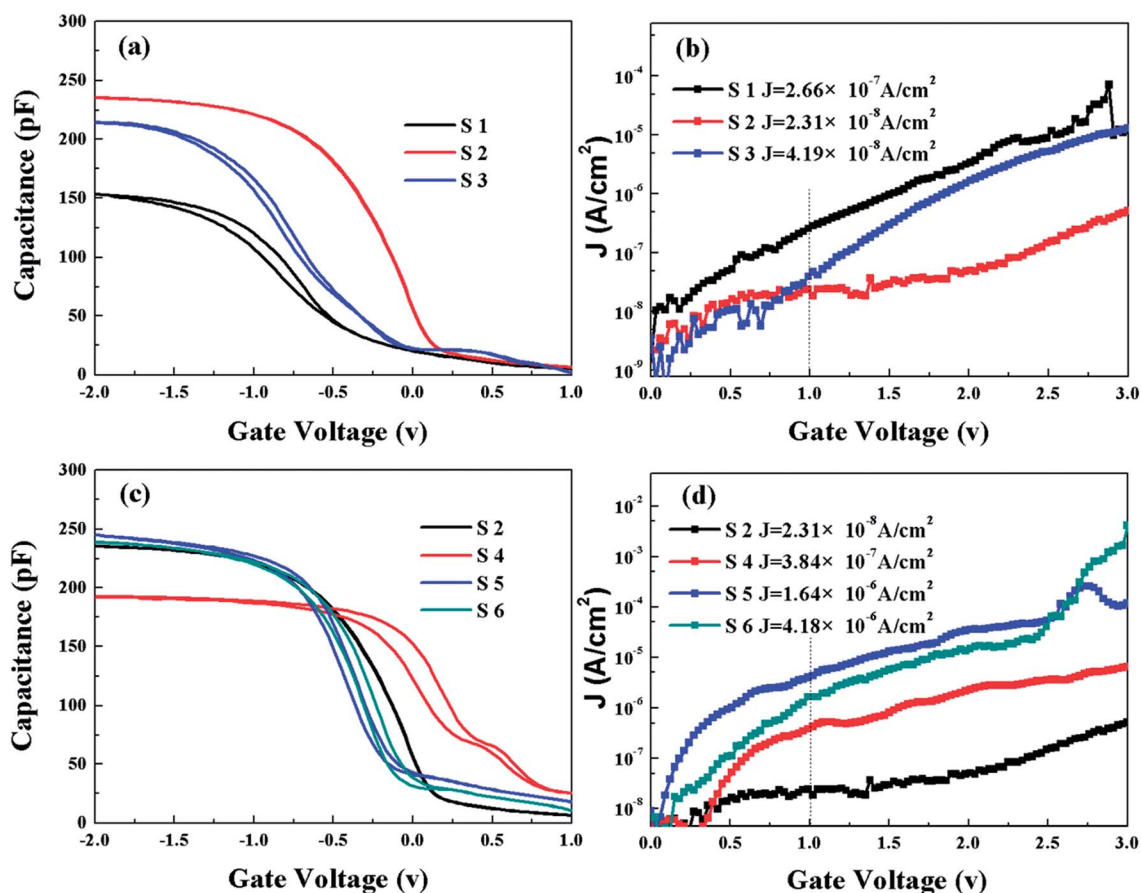 (a)
Capacitance (pF)
300
250
200
150
100
50
0
S 1
S 2
S 3
-2.0 -1.5 -1.0 -0.5 0.0 0.5 1.0
Gate Voltage (v)
(b)
J (A/cm²)
10⁻⁴
10⁻⁵
10⁻⁶
10⁻⁷
10⁻⁸
10⁻⁹
S 1 J=2.66× 10⁻⁷A/cm²
S 2 J=2.31× 10⁻⁸A/cm²
S 3 J=4.19× 10⁻⁸A/cm²
0.0 0.5 1.0 1.5 2.0 2.5 3.0
Gate Voltage (v)
(c)
Capacitance (pF)
300
250
200
150
100
50
0
S 2
S 4
S 5
S 6
-2.0 -1.5 -1.0 -0.5 0.0 0.5 1.0
Gate Voltage (v)
(d)
J (A/cm²)
10⁻²
10⁻³
10⁻⁴
10⁻⁵
10⁻⁶
10⁻⁷
10⁻⁸
S 2 J=2.31× 10⁻⁸A/cm²
S 4 J=3.84× 10⁻⁷A/cm²
S 5 J=1.64× 10⁻⁶A/cm²
S 6 J=4.18× 10⁻⁶A/cm²
0.0 0.5 1.0 1.5 2.0 2.5 3.0
Gate Voltage (v)